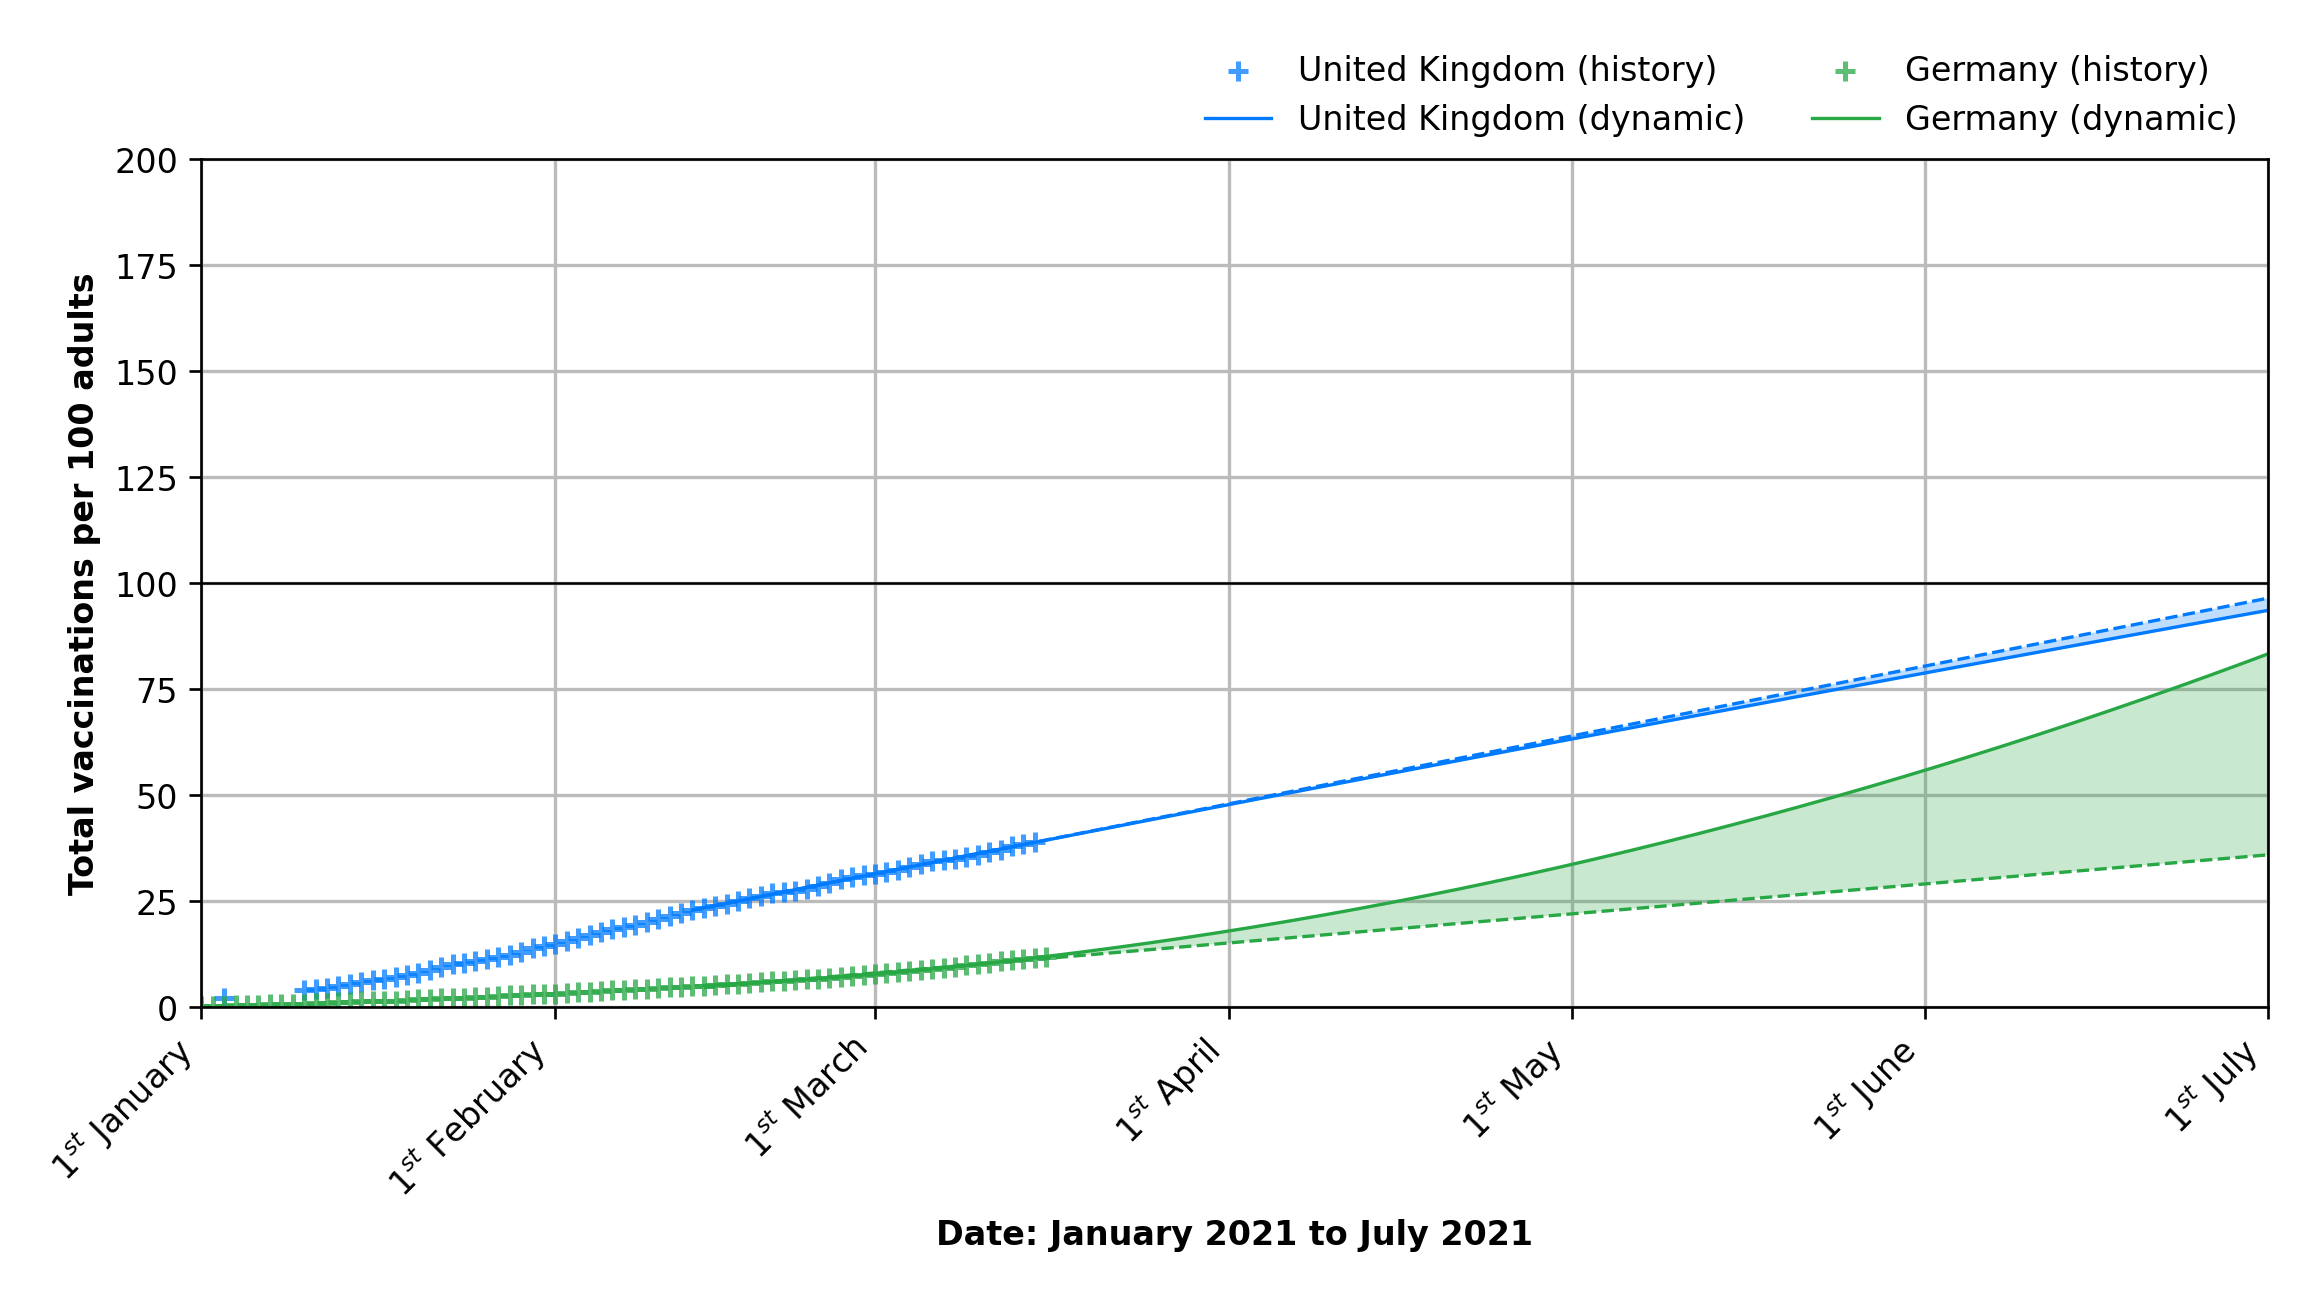 United Kingdom (history)
United Kingdom (dynamic)
Germany (history)
Germany (dynamic)
Total vaccinations per 100 adults
200
175
150
125
100
75
50
25
0
1st January
1st February
1st March
1st April
1st May
1st June
1st July
Date: January 2021 to July 2021